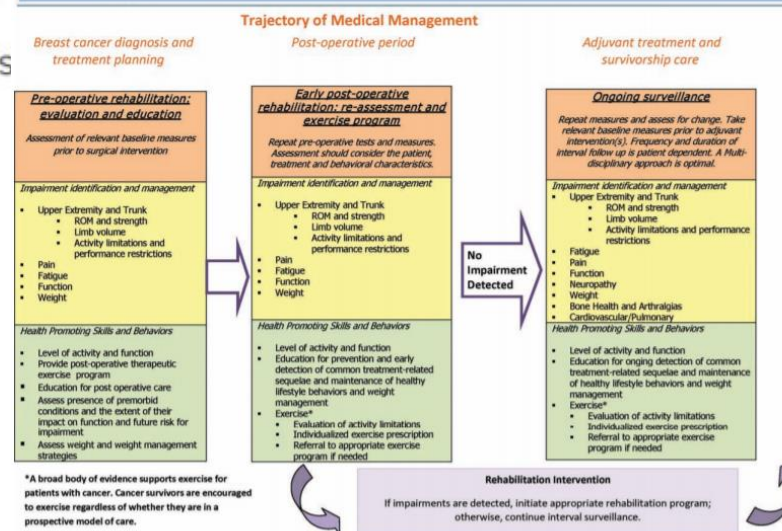 Trajectory of Medical Management
Breast cancer diagnosis and
treatment planning
Post-operative period
Adjuvant treatment and
survivorship care
s
Pre-operative rehabilitation:
evaluation and education
Assessment of relevant baseline measures
prior to surgical intervention
Impairment identification and management
▪ Upper Extremity and Trunk
▪ ROM and strength
▪ Limb volume
▪ Activity limitations and
performance restrictions
▪ Pain
▪ Fatigue
▪ Function
▪ Weight
Health Promoting Skills and Behaviors
▪ Level of activity and function
▪ Provide post-operative therapeutic
exercise program
▪ Education for post operative care
▪ Assess presence of premorbid
conditions and the extent of their
impact on function and future risk for
impairment
▪ Assess weight and weight management
strategies
Early post-operative
rehabilitation: re-assessment and
exercise program
Repeat pre-operative tests and measures.
Assessment should consider the patient,
treatment and behavioral characteristics.
Impairment identification and management
▪ Upper Extremity and Trunk
▪ ROM and strength
▪ Limb volume
▪ Activity limitations and
performance restrictions
▪ Pain
▪ Fatigue
▪ Function
▪ Weight
Health Promoting Skills and Behaviors
▪ Level of activity and function
▪ Education for prevention and early
detection of common treatment-related
sequelae and maintenance of healthy
lifestyle behaviors and weight
management
▪ Exercise*
▪ Evaluation of activity limitations
▪ Individualized exercise prescription
▪ Referral to appropriate exercise
program if needed
No
Impairment
Detected
Ongoing surveillance
Repeat measures and assess for change. Take
relevant baseline measures prior to adjuvant
intervention(s). Frequency and duration of
interval follow up is patient dependent. A Multi-
disciplinary approach is optimal.
Impairment identification and management
▪ Upper Extremity and Trunk
▪ ROM and strength
▪ Limb volume
▪ Activity limitations and performance
restrictions
▪ Fatigue
▪ Pain
▪ Function
▪ Neuropathy
▪ Weight
▪ Bone Health and Arthralgias
▪ Cardiovascular/Pulmonary
Health Promoting Skills and Behaviors
▪ Level of activity and function
▪ Education for onging detection of common
treatment-related sequelae and maintenance
of healthy lifestyle behaviors and weight
management
▪ Exercise*
▪ Evaluation of activity limitations
▪ Individualized exercise prescription
▪ Referral to appropriate exercise
program if needed
*A broad body of evidence supports exercise for
patients with cancer. Cancer survivors are encouraged
to exercise regardless of whether they are in a
prospective model of care.
Rehabilitation Intervention
If impairments are detected, initiate appropriate rehabilitation program;
otherwise, continue interval surveillance.